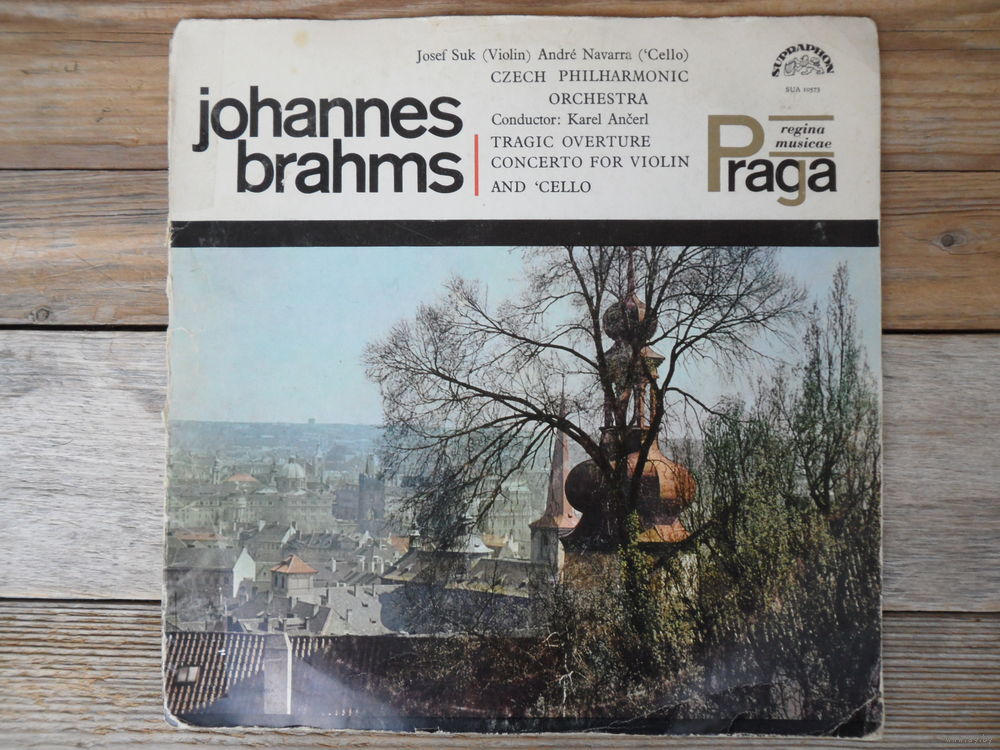 Josef Suk (Violin) André Navarra (‘Cello)
CZECH PHILHARMONIC
ORCHESTRA
Conductor: Karel Ančerl
TRAGIC OVERTURE
CONCERTO FOR VIOLIN
AND ‘CELLO
johannes
brahms
SUPRAPHON
SUA 10573
regina
musicae
Praga